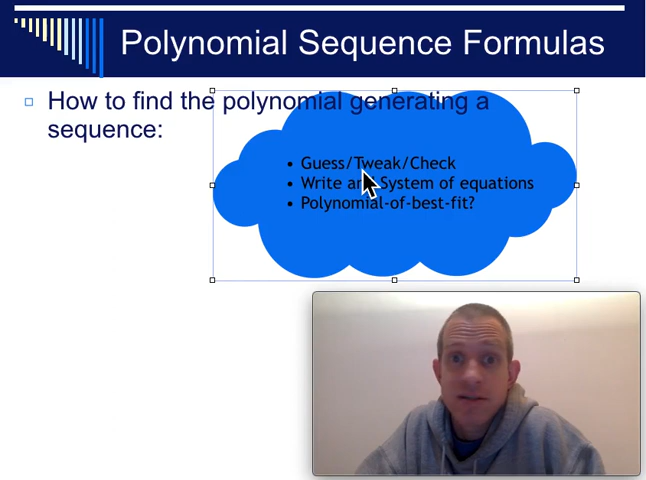 Polynomial Sequence Formulas
How to find the polynomial generating a
sequence:
• Guess/Tweak/Check
• Write an System of equations
• Polynomial-of-best-fit?